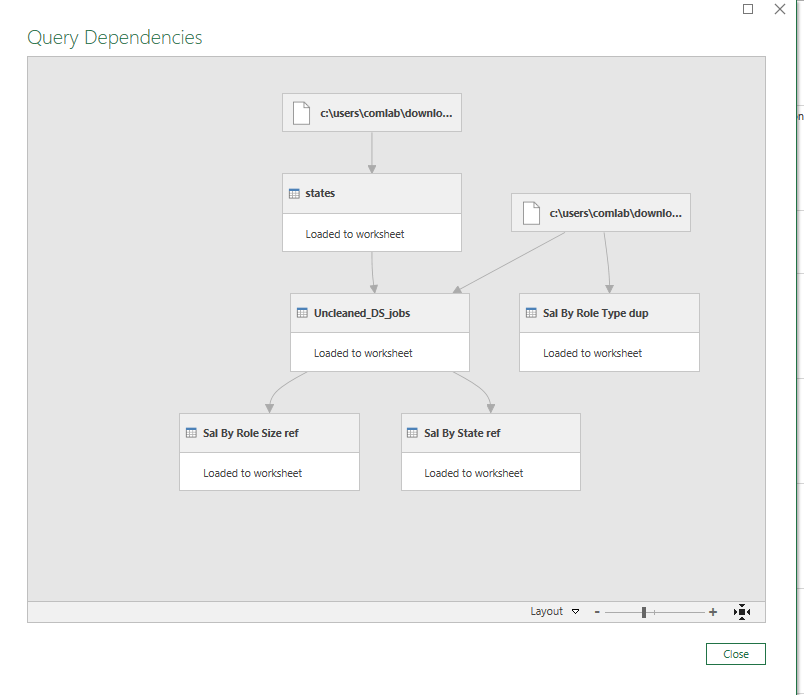 Query Dependencies
c:\users\comlab\downlo...
states
Loaded to worksheet
c:\users\comlab\downlo...
Uncleaned_DS_jobs
Loaded to worksheet
Sal By Role Type dup
Loaded to worksheet
Sal By Role Size ref
Loaded to worksheet
Sal By State ref
Loaded to worksheet
Layout
Close